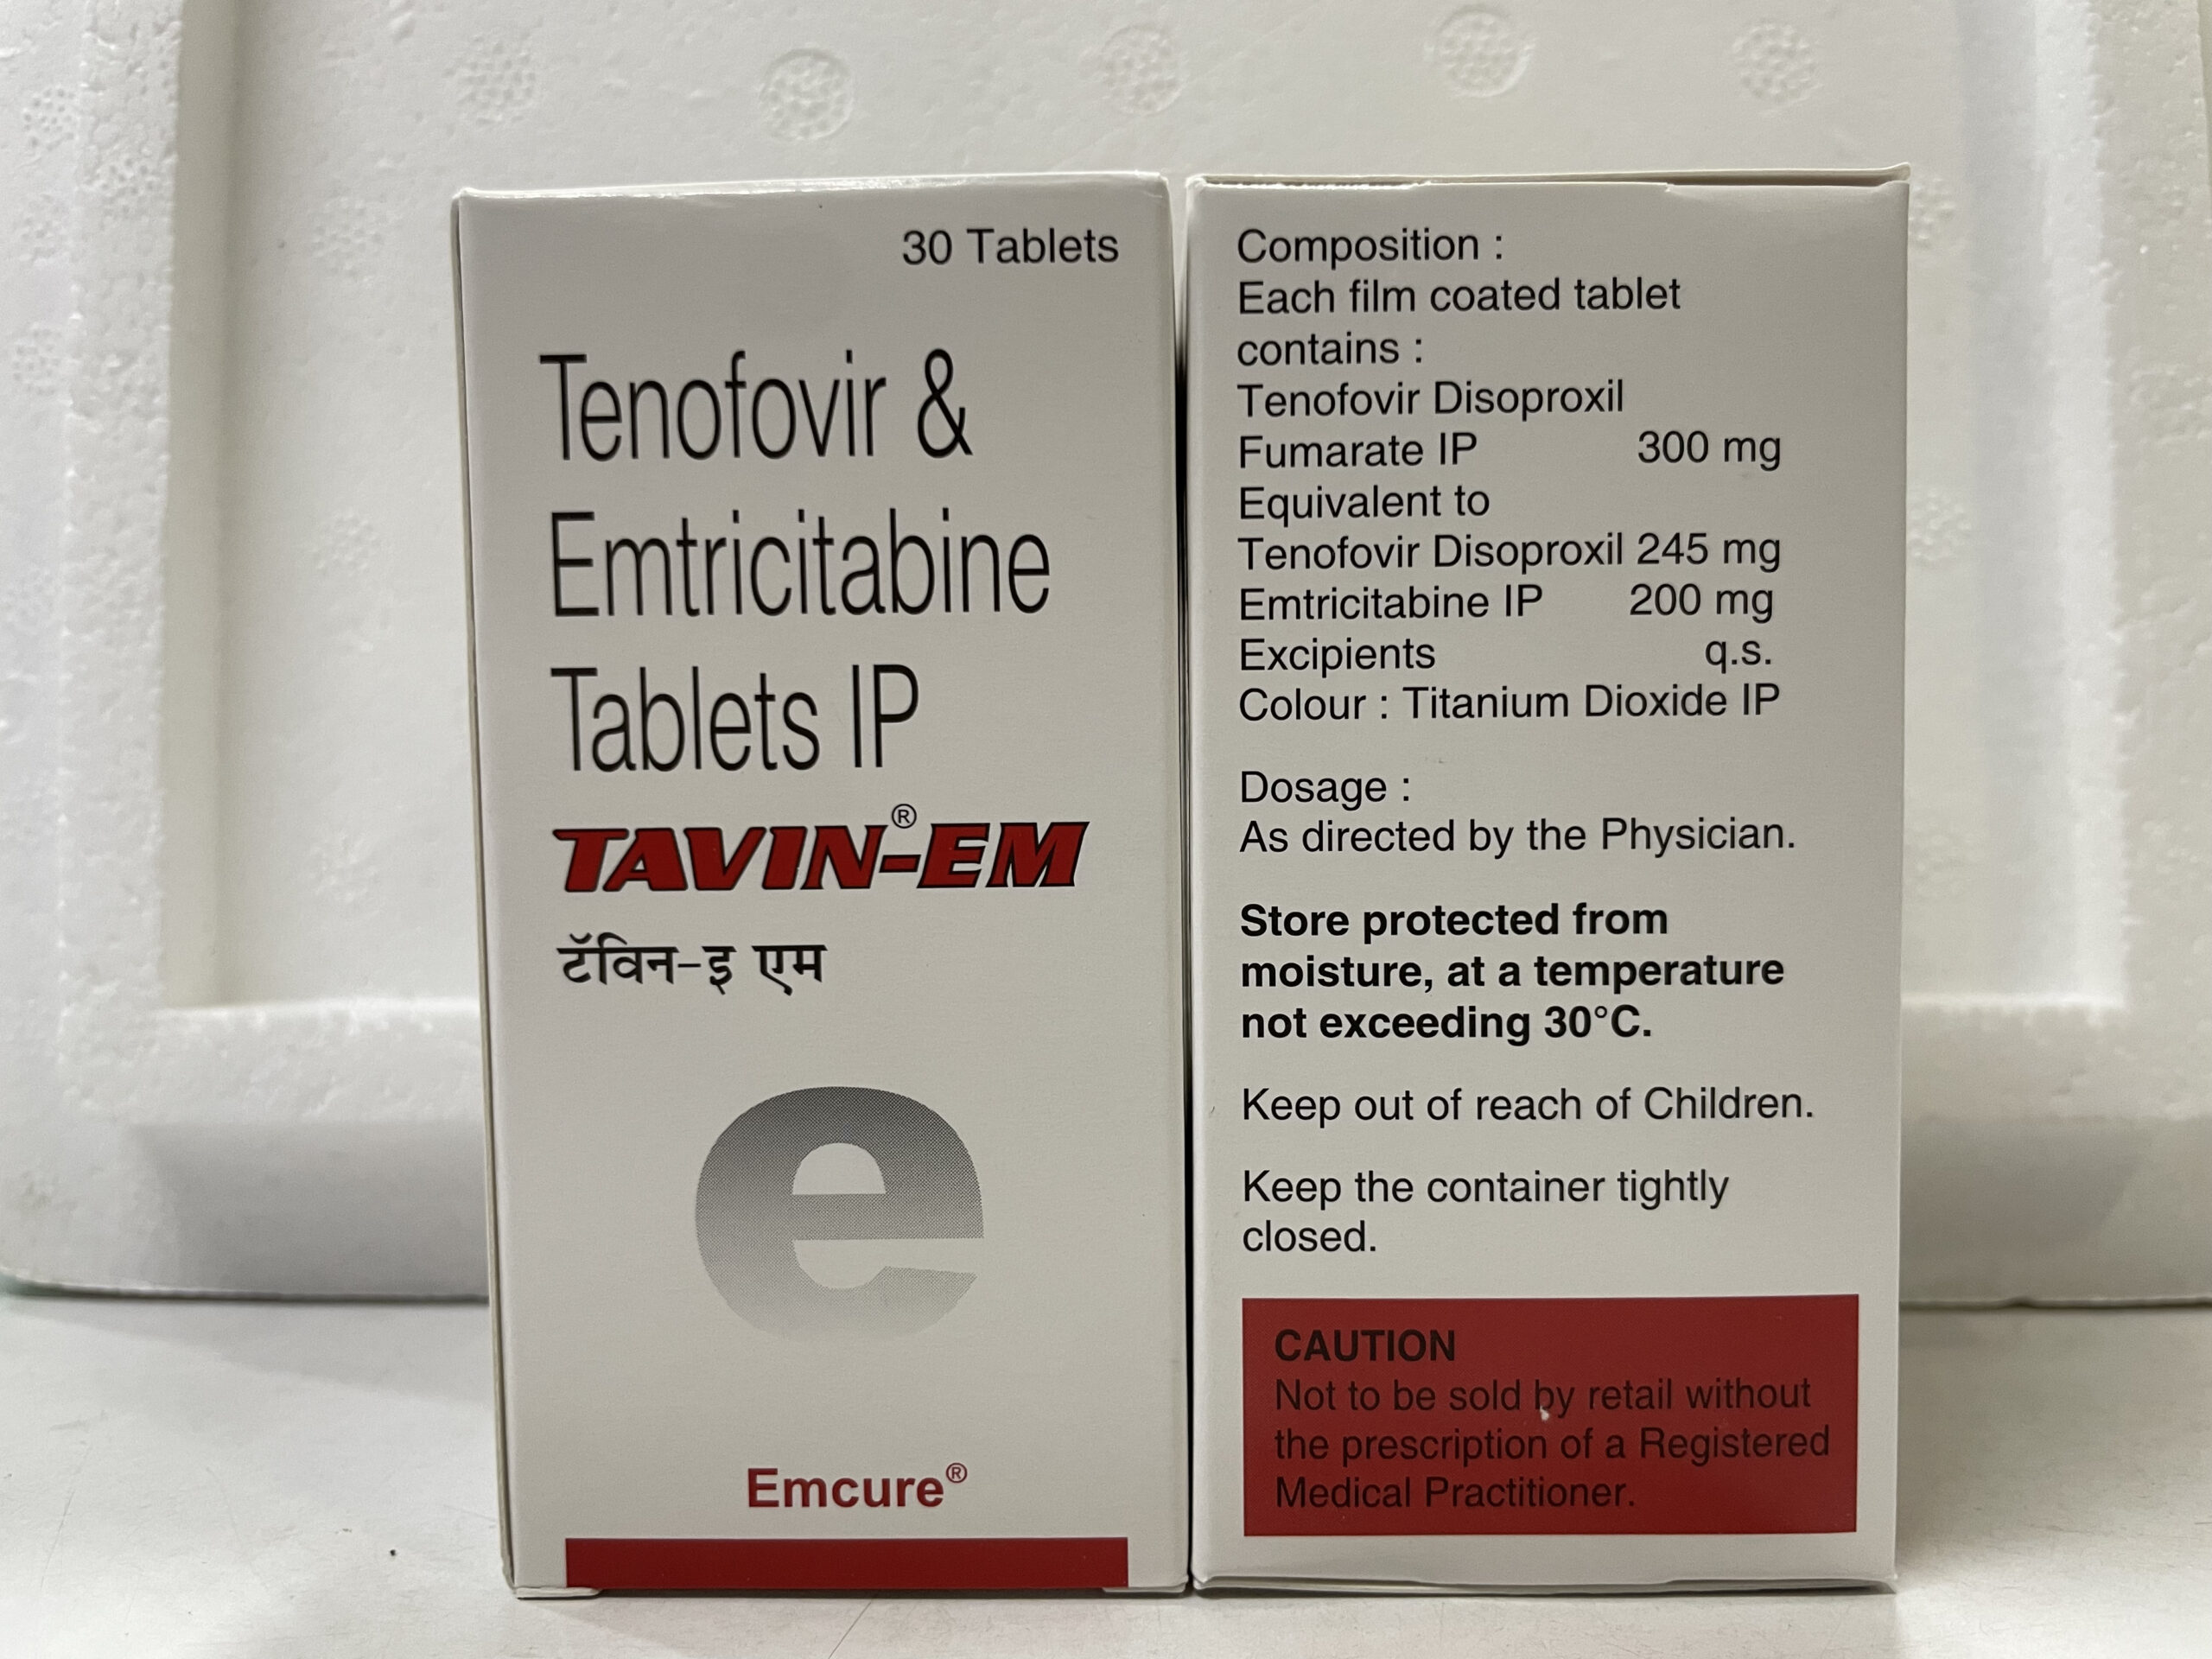 30 Tablets
Tenofovir &
Emtricitabine
Tablets IP
TAVIN®-EM
टॅविन-इ एम
e
Emcure®
Composition :
Each film coated tablet
contains :
Tenofovir Disoproxil
Fumarate IP 300 mg
Equivalent to
Tenofovir Disoproxil 245 mg
Emtricitabine IP 200 mg
Excipients q.s.
Colour : Titanium Dioxide IP
Dosage :
As directed by the Physician.
Store protected from
moisture, at a temperature
not exceeding 30°C.
Keep out of reach of Children.
Keep the container tightly
closed.
CAUTION
Not to be sold by retail without
the prescription of a Registered
Medical Practitioner.